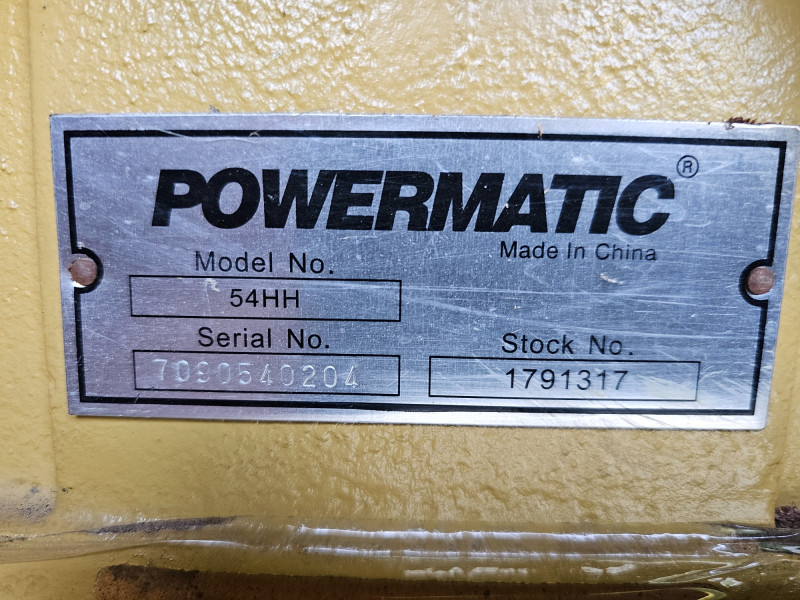 POWERMATIC®
Made In China
Model No.
54HH
Serial No.
7090540204
Stock No.
1791317